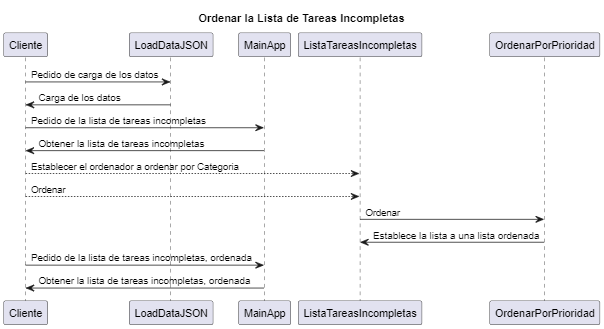 Ordenar la Lista de Tareas Incompletas
Cliente LoadDataJSON MainApp ListaTareasIncompletas OrdenarPorPrioridad
Pedido de carga de los datos
Carga de los datos
Pedido de la lista de tareas incompletas
Obtener la lista de tareas incompletas
Establecer el ordenador a ordenar por Categoria
Ordenar
Ordenar
Establece la lista a una lista ordenada
Pedido de la lista de tareas incompletas, ordenada
Obtener la lista de tareas incompletas, ordenada
Cliente LoadDataJSON MainApp ListaTareasIncompletas OrdenarPorPrioridad